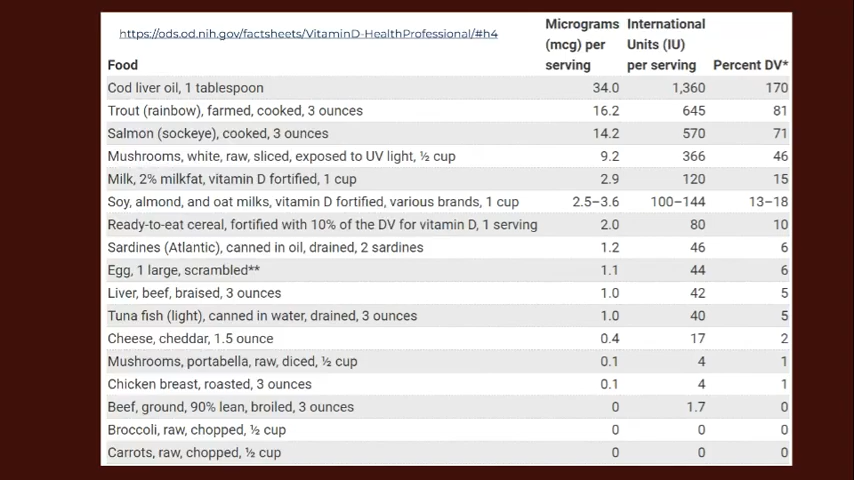 https://ods.od.nih.gov/factsheets/VitaminD-HealthProfessional/#h4
Micrograms International
(mcg) per Units (IU)
Food serving per serving Percent DV*
Cod liver oil, 1 tablespoon 34.0 1,360 170
Trout (rainbow), farmed, cooked, 3 ounces 16.2 645 81
Salmon (sockeye), cooked, 3 ounces 14.2 570 71
Mushrooms, white, raw, sliced, exposed to UV light, ½ cup 9.2 366 46
Milk, 2% milkfat, vitamin D fortified, 1 cup 2.9 120 15
Soy, almond, and oat milks, vitamin D fortified, various brands, 1 cup 2.5–3.6 100–144 13–18
Ready-to-eat cereal, fortified with 10% of the DV for vitamin D, 1 serving 2.0 80 10
Sardines (Atlantic), canned in oil, drained, 2 sardines 1.2 46 6
Egg, 1 large, scrambled** 1.1 44 6
Liver, beef, braised, 3 ounces 1.0 42 5
Tuna fish (light), canned in water, drained, 3 ounces 1.0 40 5
Cheese, cheddar, 1.5 ounce 0.4 17 2
Mushrooms, portabella, raw, diced, ½ cup 0.1 4 1
Chicken breast, roasted, 3 ounces 0.1 4 1
Beef, ground, 90% lean, broiled, 3 ounces 0 1.7 0
Broccoli, raw, chopped, ½ cup 0 0 0
Carrots, raw, chopped, ½ cup 0 0 0